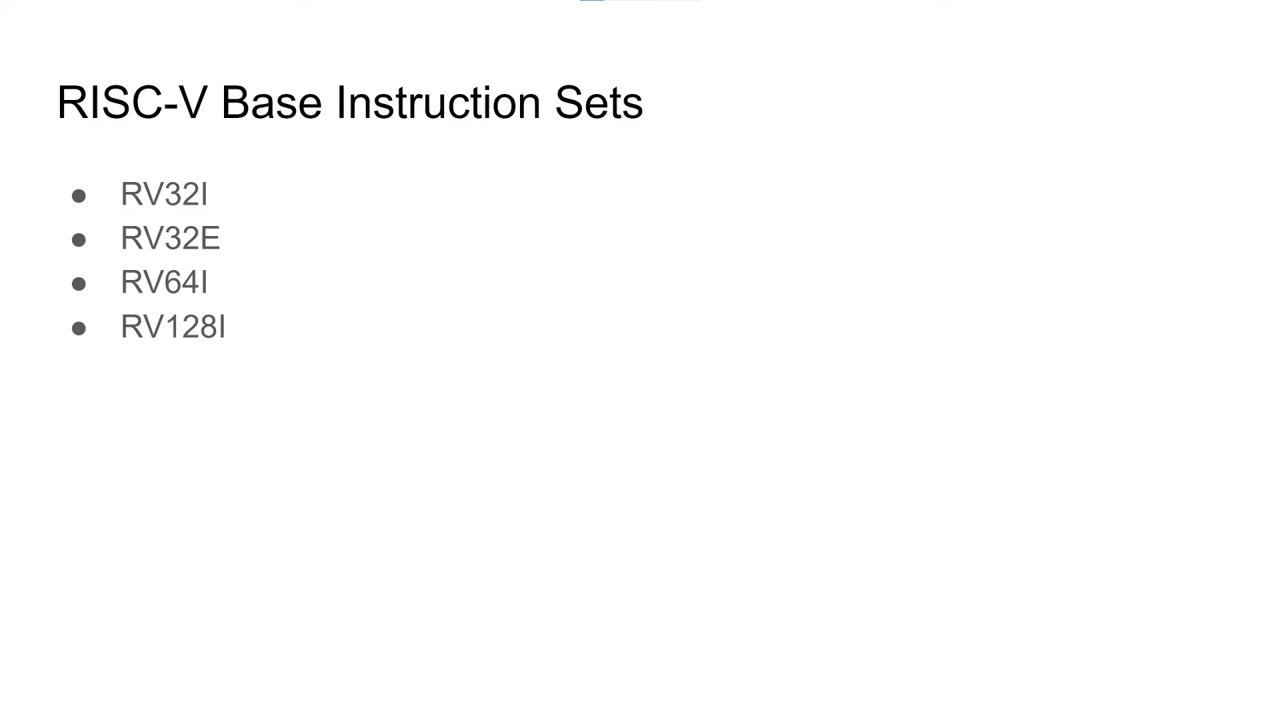 RISC-V Base Instruction Sets
● RV32I
● RV32E
● RV64I
● RV128I